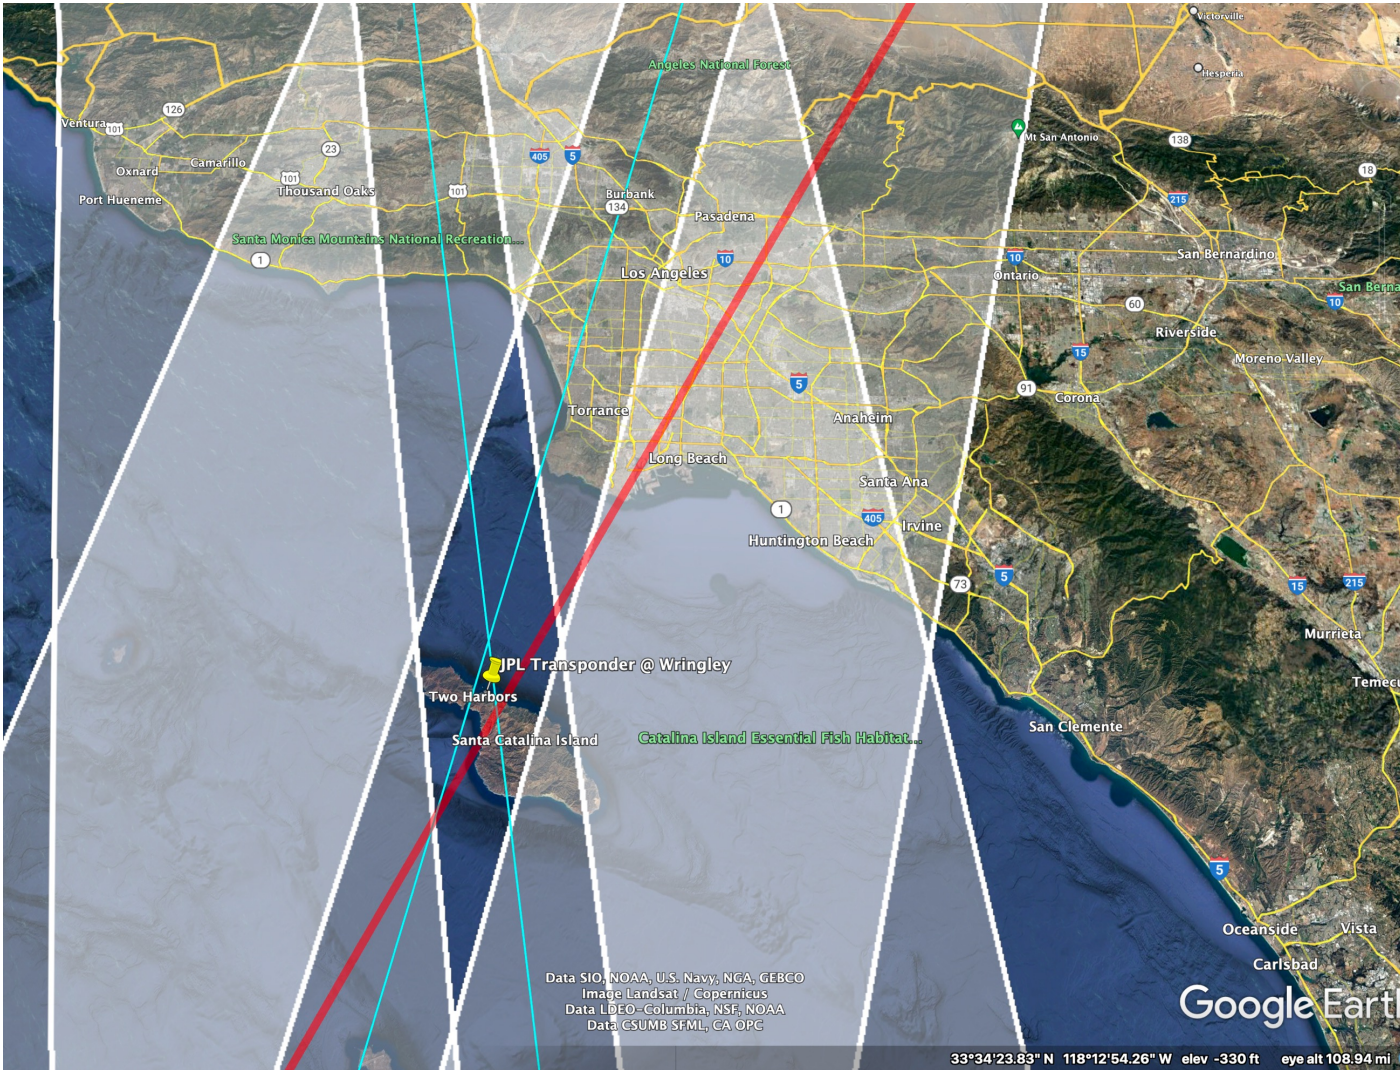 Victorville
Angeles National Forest
Hesperia
126
Ventura
101
Mt San Antonio
138
23
405
5
Camarillo
Oxnard
101
Thousand Oaks
101
18
Port Hueneme
Burbank
134
215
Pasadena
Santa Monica Mountains National Recreation...
1
10
10
San Bernardino
Los Angeles
Ontario
San Berna
60
10
Riverside
15
Moreno Valley
5
91
Corona
Torrance
Anaheim
Long Beach
Santa Ana
1
405
Irvine
Huntington Beach
73
5
15
215
Murrieta
JPL Transponder @ Wringley
Two Harbors
Temecu
Santa Catalina Island
Catalina Island Essential Fish Habitat...
San Clemente
5
Oceanside
Vista
Carlsbad
Data SIO, NOAA, U.S. Navy, NGA, GEBCO
Image Landsat / Copernicus
Data LDEO-Columbia, NSF, NOAA
Data CSUMB SFML, CA OPC
Google Earth
33°34'23.83" N 118°12'54.26" W elev -330 ft eye alt 108.94 mi